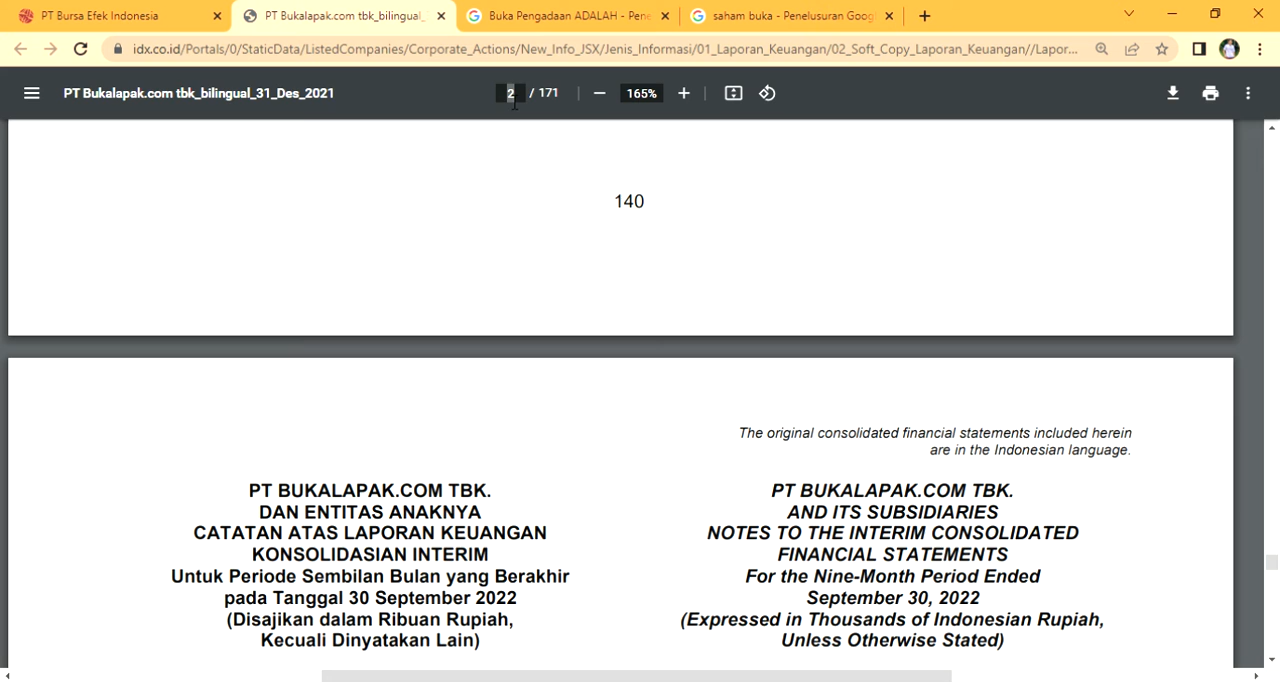 PT Bursa Efek Indonesia
PT Bukalapak.com tbk_bilingual_
Buka Pengadaan ADALAH - Pene
saham buka - Penelusuran Goog
idx.co.id/Portals/0/StaticData/ListedCompanies/Corporate_Actions/New_Info_JSX/Jenis_Informasi/01_Laporan_Keuangan/02_Soft_Copy_Laporan_Keuangan//Lapor...
PT Bukalapak.com tbk_bilingual_31_Des_2021
2 / 171
165%
140
The original consolidated financial statements included herein
are in the Indonesian language.
PT BUKALAPAK.COM TBK.
DAN ENTITAS ANAKNYA
CATATAN ATAS LAPORAN KEUANGAN
KONSOLIDASIAN INTERIM
Untuk Periode Sembilan Bulan yang Berakhir
pada Tanggal 30 September 2022
(Disajikan dalam Ribuan Rupiah,
Kecuali Dinyatakan Lain)
PT BUKALAPAK.COM TBK.
AND ITS SUBSIDIARIES
NOTES TO THE INTERIM CONSOLIDATED
FINANCIAL STATEMENTS
For the Nine-Month Period Ended
September 30, 2022
(Expressed in Thousands of Indonesian Rupiah,
Unless Otherwise Stated)